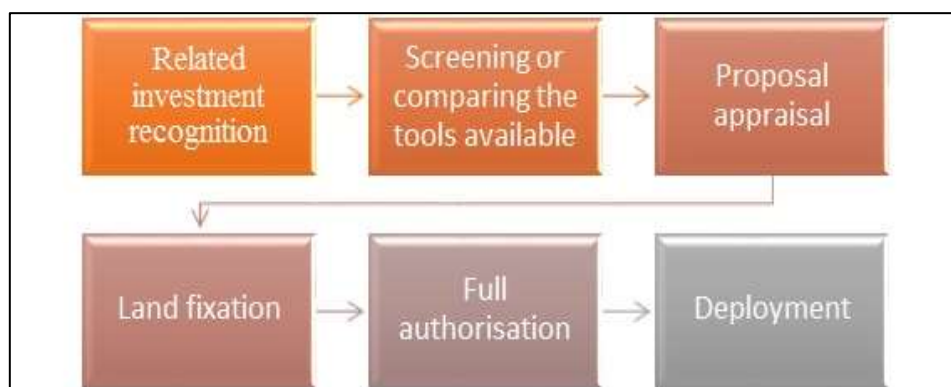 Related
investment
recognition
Screening or
comparing the
tools available
Proposal
appraisal
Land fixation
Full
authorisation
Deployment